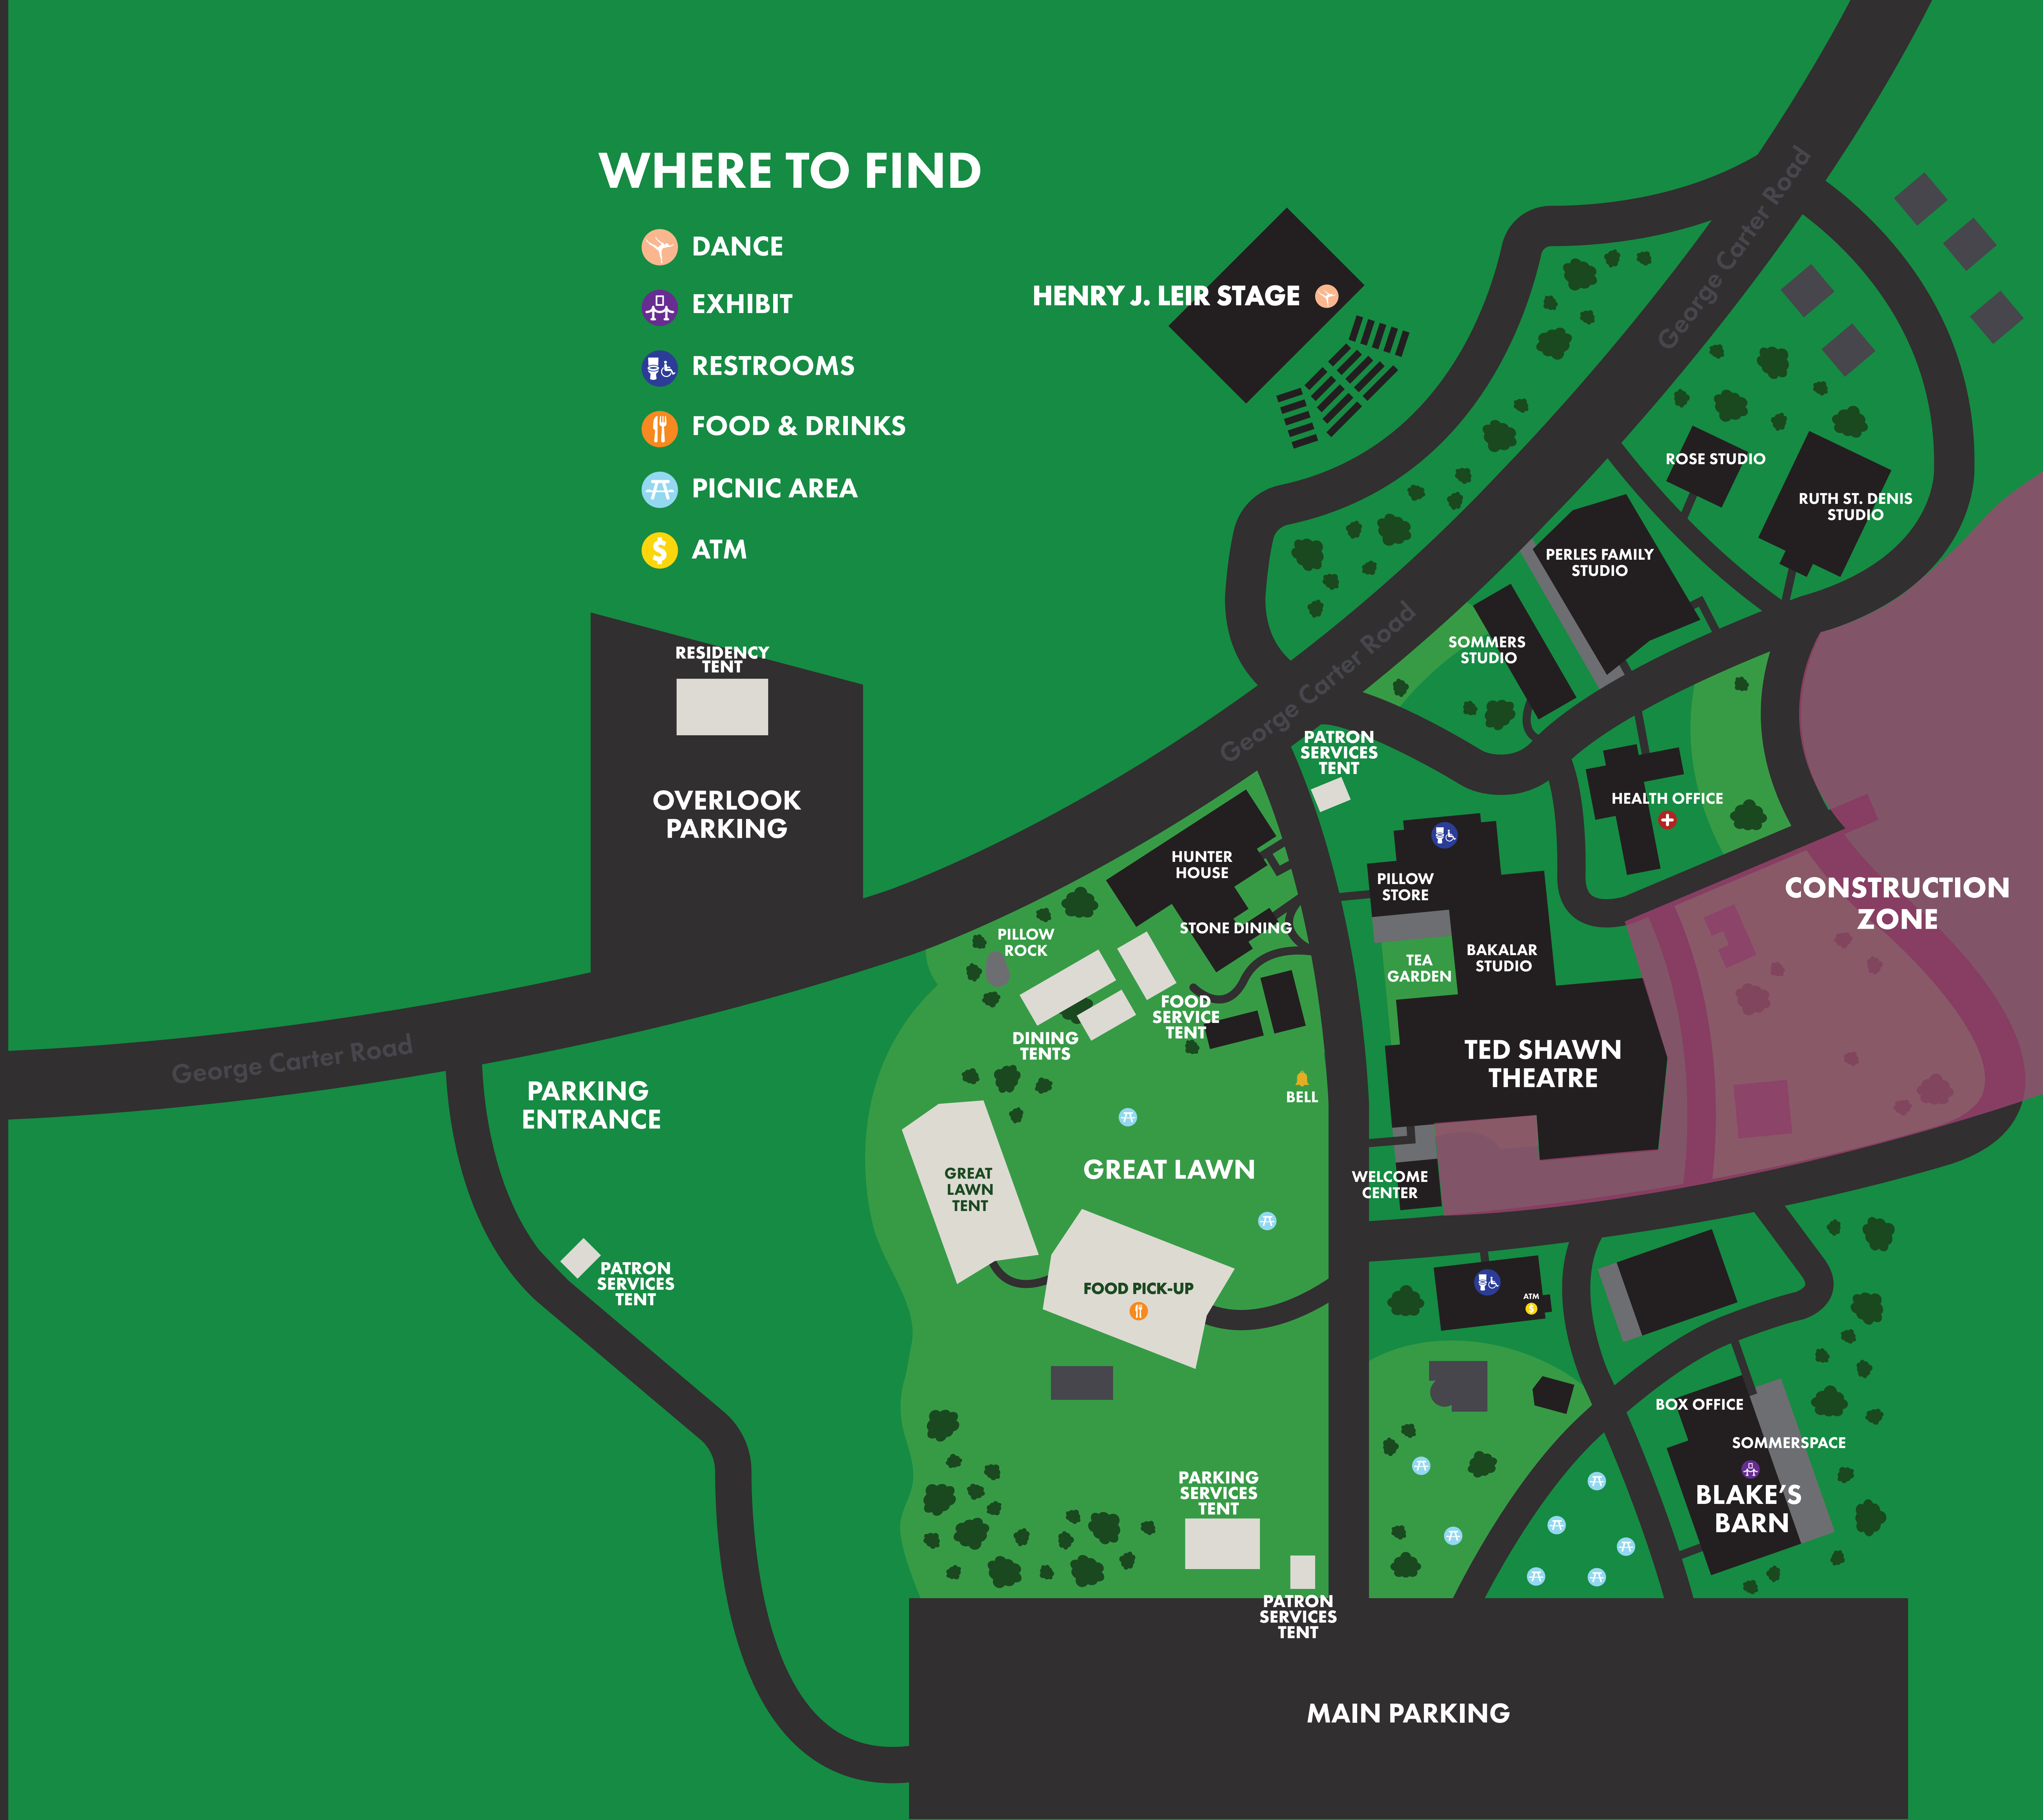 WHERE TO FIND
DANCE
EXHIBIT
RESTROOMS
FOOD & DRINKS
PICNIC AREA
$ ATM
George Carter Road
HENRY J. LEIR STAGE
ROSE STUDIO
RUTH ST. DENIS
STUDIO
PERLES FAMILY
STUDIO
SOMMERS
STUDIO
George Carter Road
RESIDENCY
TENT
OVERLOOK
PARKING
PATRON
SERVICES
TENT
HEALTH OFFICE
HUNTER
HOUSE
PILLOW
STORE
CONSTRUCTION
ZONE
STONE DINING
PILLOW
ROCK
BAKALAR
STUDIO
TEA
GARDEN
FOOD
SERVICE
TENT
DINING
TENTS
TED SHAWN
THEATRE
George Carter Road
PARKING
ENTRANCE
BELL
GREAT
LAWN
TENT
GREAT LAWN
WELCOME
CENTER
PATRON
SERVICES
TENT
FOOD PICK-UP
ATM
$
BOX OFFICE
SOMMERSPACE
BLAKE'S
BARN
PARKING
SERVICES
TENT
PATRON
SERVICES
TENT
MAIN PARKING